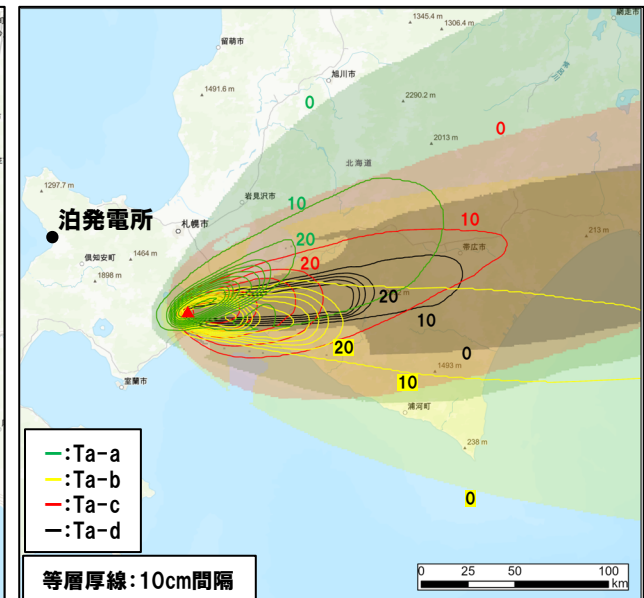 1345.4 m
1306.4 m
網走市
留萌市
旭川市
1491.6 m
0
2290.2 m
0
2013 m
北海道
1297.7 m
10
岩見沢市
泊発電所
札幌市
10
213 m
20
帯広市
倶知安町
1464 m
20
1898 m
20
10
20
0
1493 m
室蘭市
10
浦河町
238 m
0
:Ta-a
:Ta-b
:Ta-c
:Ta-d
等層厚線:10cm間隔
0 25 50 100
km